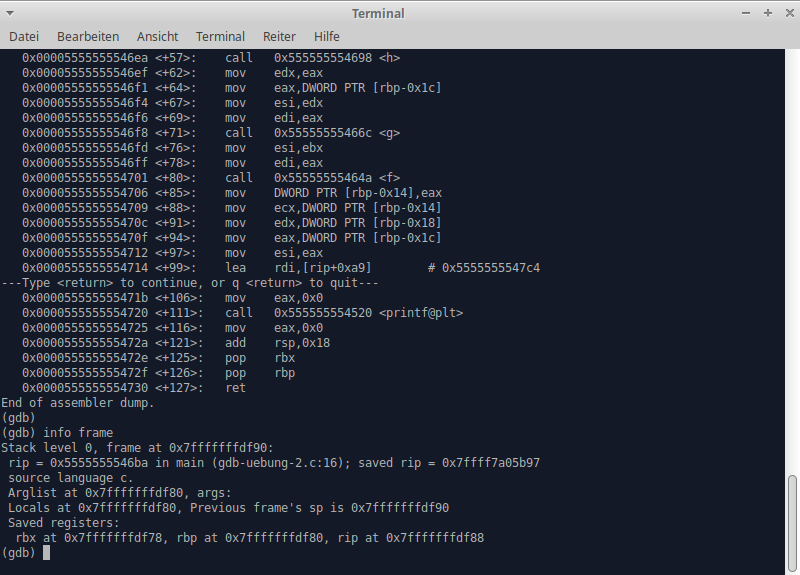 Terminal
Datei Bearbeiten Ansicht Terminal Reiter Hilfe
   0x00005555555546ea <+57>:	call   0x555555554698 <h>
   0x00005555555546ef <+62>:	mov    edx,eax
   0x00005555555546f1 <+64>:	mov    eax,DWORD PTR [rbp-0x1c]
   0x00005555555546f4 <+67>:	mov    esi,edx
   0x00005555555546f6 <+69>:	mov    edi,eax
   0x00005555555546f8 <+71>:	call   0x55555555466c <g>
   0x00005555555546fd <+76>:	mov    esi,ebx
   0x00005555555546ff <+78>:	mov    edi,eax
   0x0000555555554701 <+80>:	call   0x55555555464a <f>
   0x0000555555554706 <+85>:	mov    DWORD PTR [rbp-0x14],eax
   0x0000555555554709 <+88>:	mov    ecx,DWORD PTR [rbp-0x14]
   0x000055555555470c <+91>:	mov    edx,DWORD PTR [rbp-0x18]
   0x000055555555470f <+94>:	mov    eax,DWORD PTR [rbp-0x1c]
   0x0000555555554712 <+97>:	mov    esi,eax
   0x0000555555554714 <+99>:	lea    rdi,[rip+0xa9]        # 0x5555555547c4
---Type <return> to continue, or q <return> to quit---
   0x000055555555471b <+106>:	mov    eax,0x0
   0x0000555555554720 <+111>:	call   0x555555554520 <printf@plt>
   0x0000555555554725 <+116>:	mov    eax,0x0
   0x000055555555472a <+121>:	add    rsp,0x18
   0x000055555555472e <+125>:	pop    rbx
   0x000055555555472f <+126>:	pop    rbp
   0x0000555555554730 <+127>:	ret
End of assembler dump.
(gdb)
(gdb) info frame
Stack level 0, frame at 0x7fffffffdf90:
 rip = 0x5555555546ba in main (gdb-uebung-2.c:16); saved rip = 0x7ffff7a05b97
 source language c.
 Arglist at 0x7fffffffdf80, args:
 Locals at 0x7fffffffdf80, Previous frame's sp is 0x7fffffffdf90
 Saved registers:
  rbx at 0x7fffffffdf78, rbp at 0x7fffffffdf80, rip at 0x7fffffffdf88
(gdb)